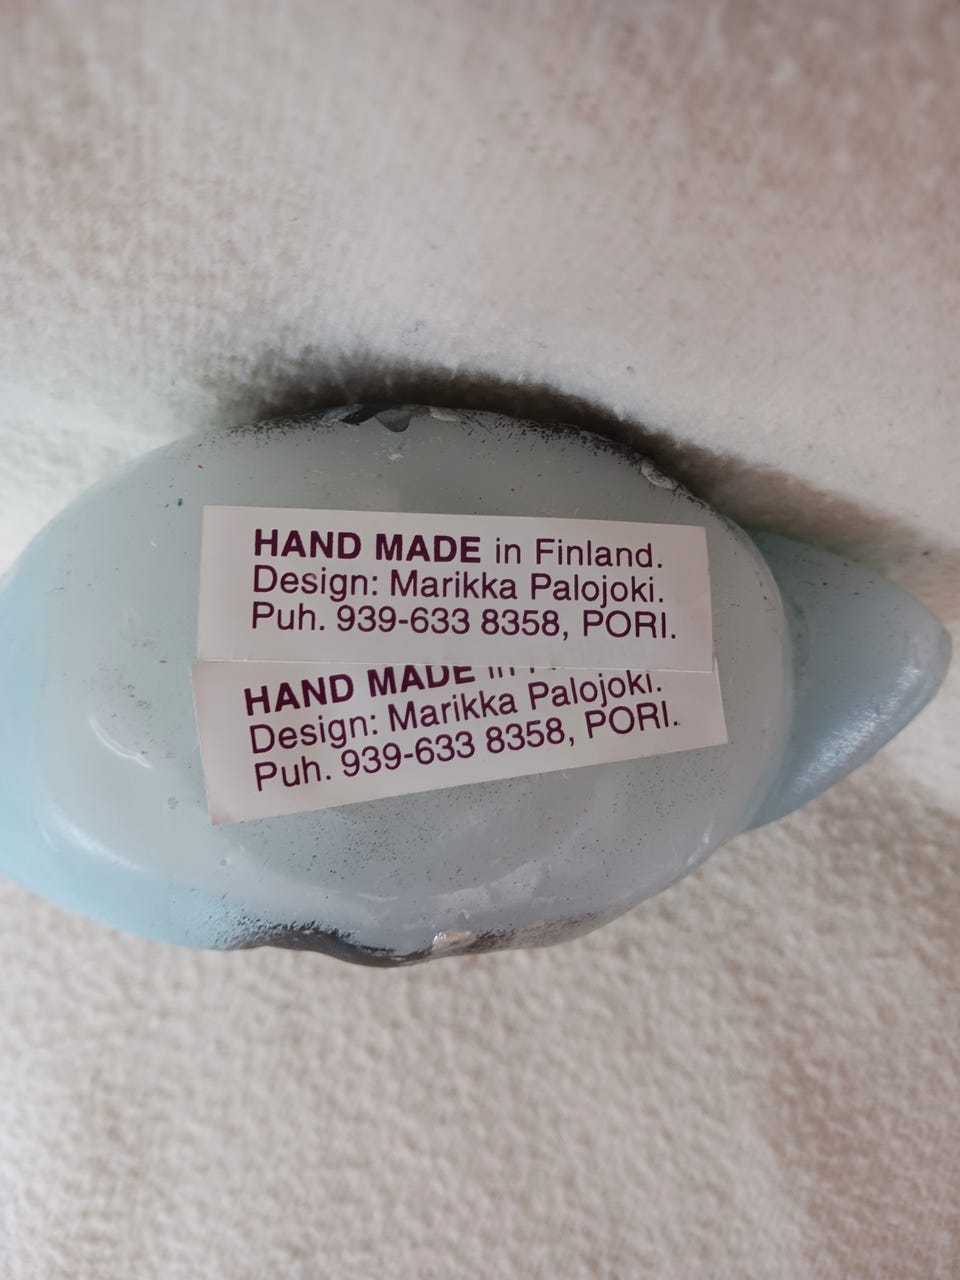 HAND MADE in Finland.
Design: Marikka Palojoki.
Puh. 939-633 8358, PORI.
HAND MADE in
Design: Marikka Palojoki.
Puh. 939-633 8358, PORI.